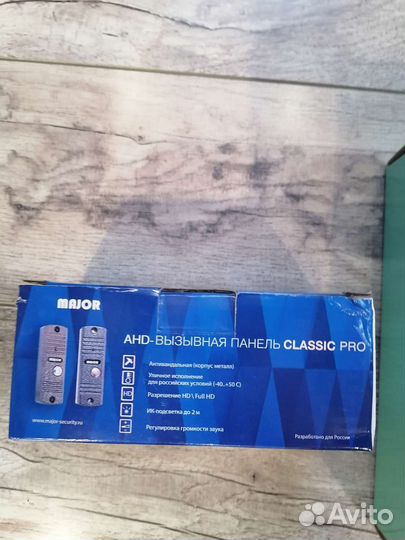 MAJOR
AHD-ВЫЗЫВНАЯ ПАНЕЛЬ CLASSIC PRO
Антивандальная (корпус металл)
Уличное исполнение
для российских условий (-40..+50 С)
HD
Разрешение HD \ Full HD
ИК-подсветка до 2 м
Регулировка громкости звука
www.major-security.ru
Разработано для России
Avito